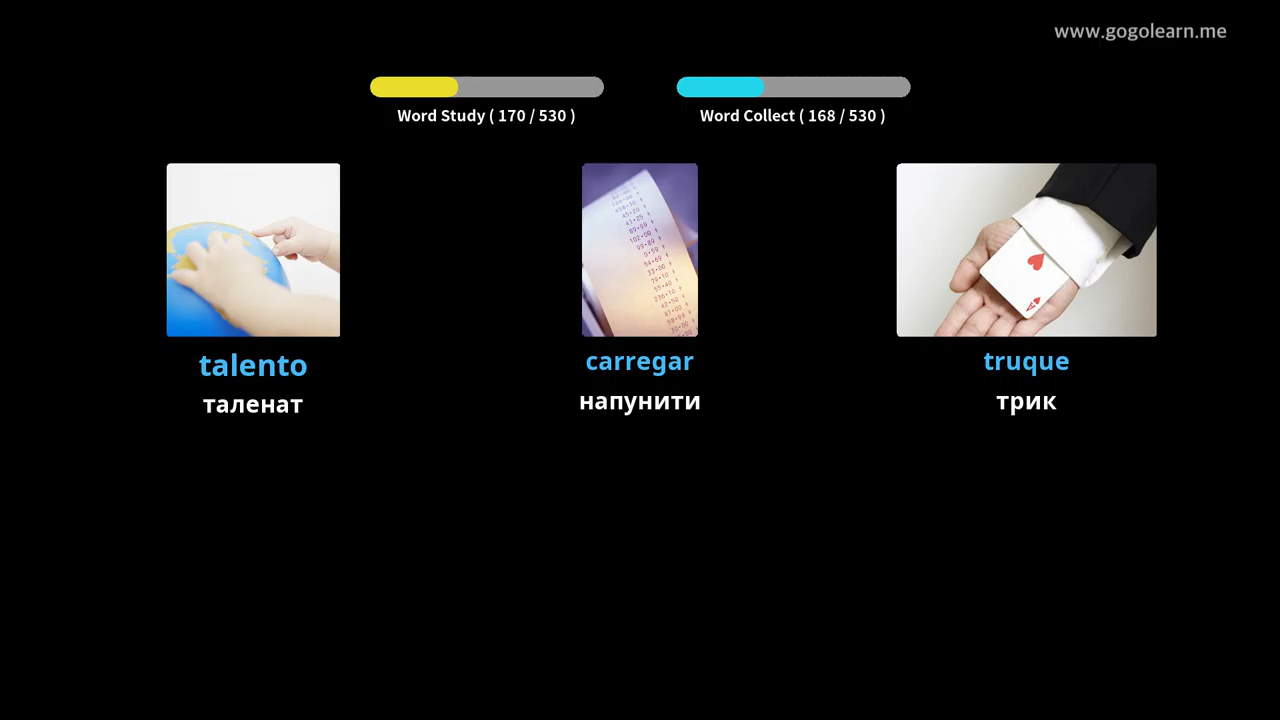 www.gogolearn.me
Word Study ( 170 / 530 )
Word Collect ( 168 / 530 )
talento
carregar
truque
таленат
напунити
трик